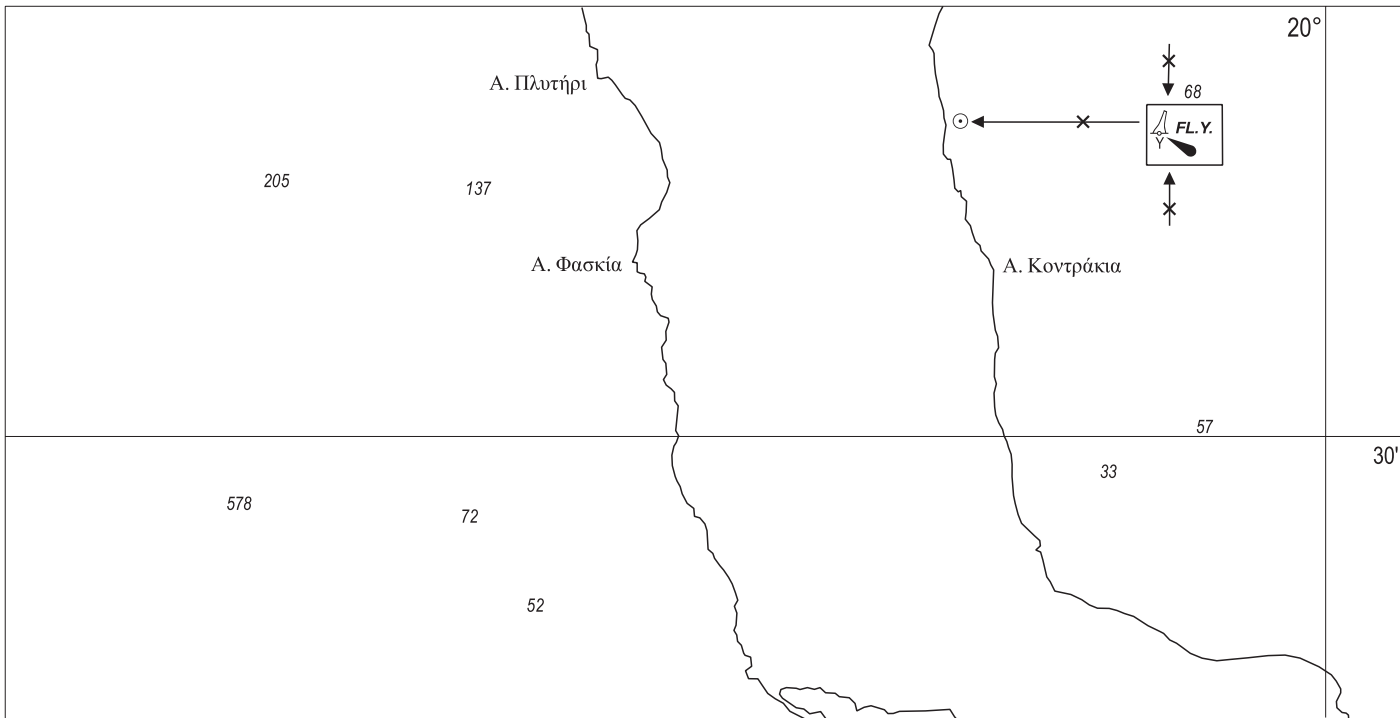 20°
Α. Πλυτήρι
68
FL.Y.
Y
205
137
Α. Φασκία
Α. Κοντράκια
57
30'
33
578
72
52